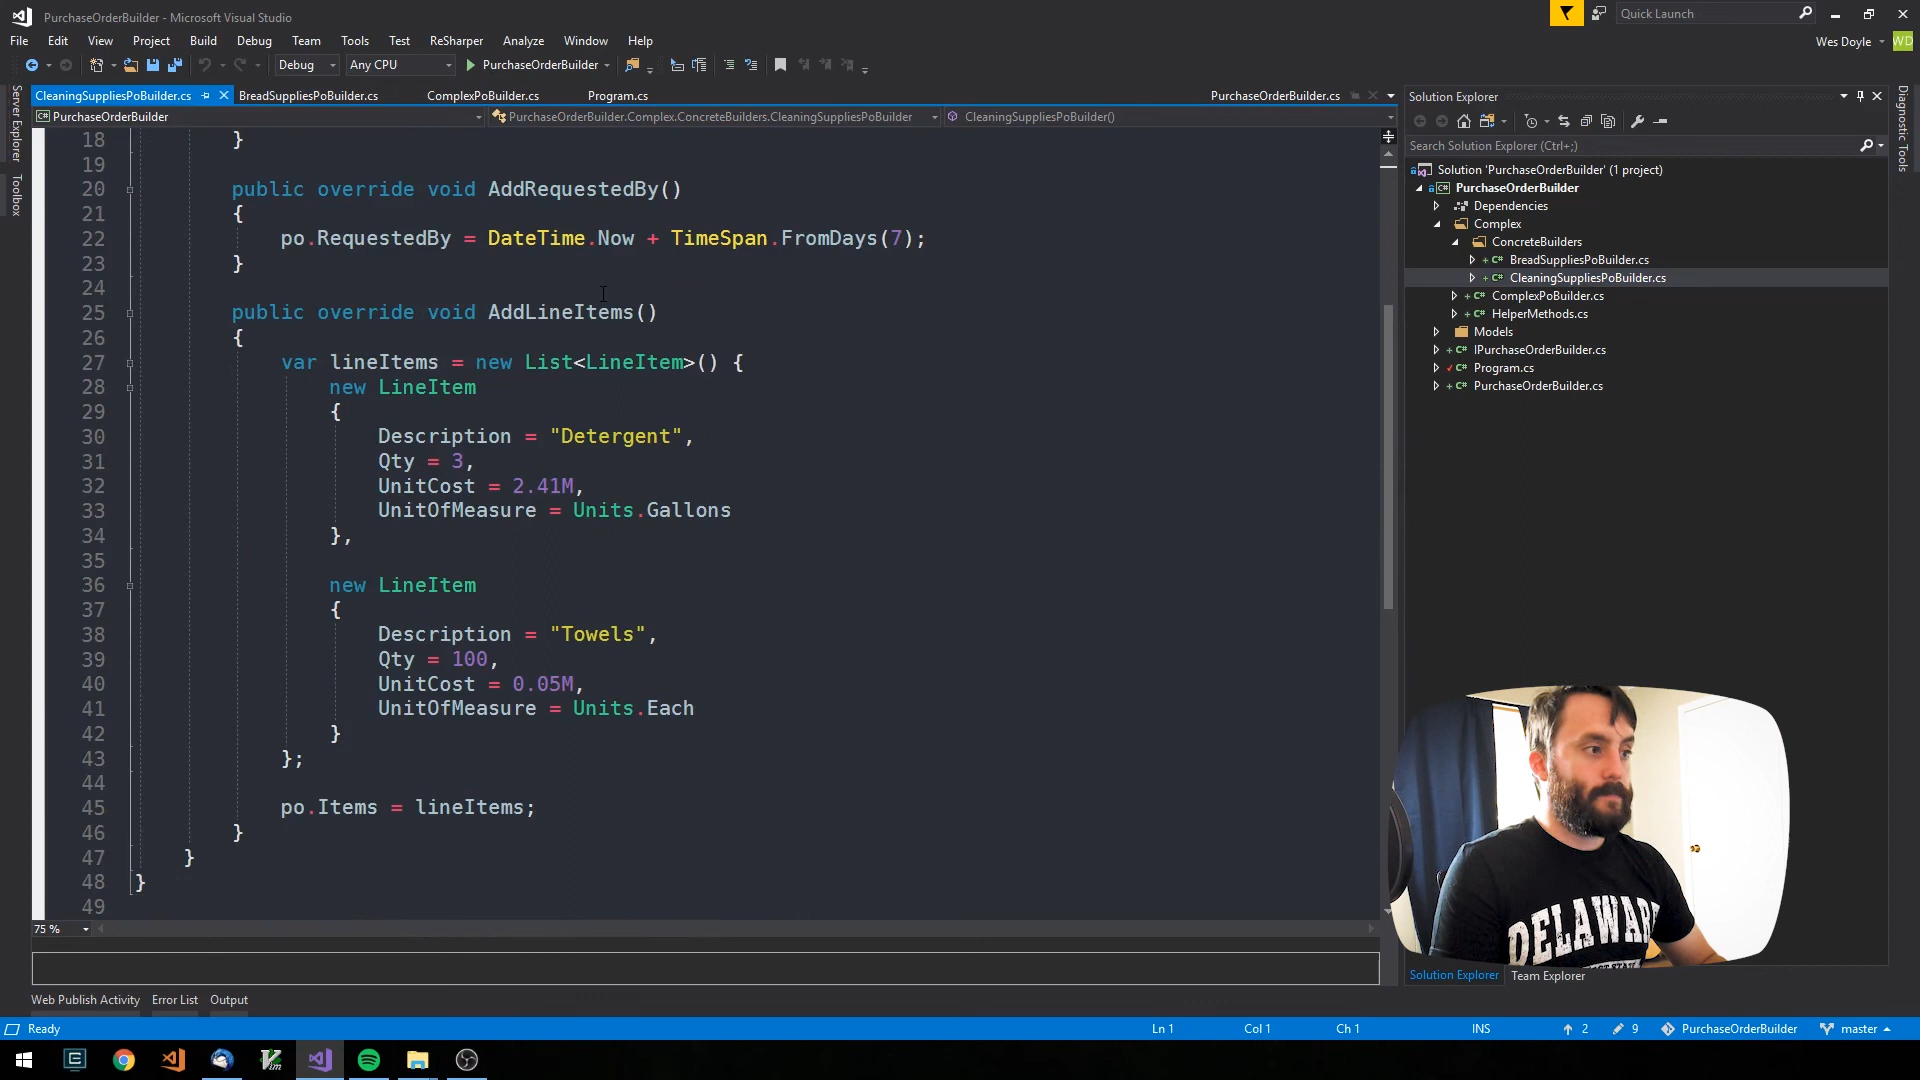 PurchaseOrderBuilder - Microsoft Visual Studio
Quick Launch
File Edit View Project Build Debug Team Tools Test ReSharper Analyze Window Help
Wes Doyle
WD
Debug
Any CPU
PurchaseOrderBuilder
Server Explorer
Toolbox
CleaningSuppliesPoBuilder.cs
BreadSuppliesPoBuilder.cs
ComplexPoBuilder.cs
Program.cs
PurchaseOrderBuilder.cs
PurchaseOrderBuilder
PurchaseOrderBuilder.Complex.ConcreteBuilders.CleaningSuppliesPoBuilder
CleaningSuppliesPoBuilder()
18 }
19
20 public override void AddRequestedBy()
21 {
22 po.RequestedBy = DateTime.Now + TimeSpan.FromDays(7);
23 }
24
25 public override void AddLineItems()
26 {
27 var lineItems = new List<LineItem>() {
28 new LineItem
29 {
30 Description = "Detergent",
31 Qty = 3,
32 UnitCost = 2.41M,
33 UnitOfMeasure = Units.Gallons
34 },
35
36 new LineItem
37 {
38 Description = "Towels",
39 Qty = 100,
40 UnitCost = 0.05M,
41 UnitOfMeasure = Units.Each
42 }
43 };
44
45 po.Items = lineItems;
46 }
47 }
48 }
49
75 %
Solution Explorer
Search Solution Explorer (Ctrl+;)
Solution 'PurchaseOrderBuilder' (1 project)
PurchaseOrderBuilder
Dependencies
Complex
ConcreteBuilders
BreadSuppliesPoBuilder.cs
CleaningSuppliesPoBuilder.cs
ComplexPoBuilder.cs
HelperMethods.cs
Models
IPurchaseOrderBuilder.cs
Program.cs
PurchaseOrderBuilder.cs
Diagnostic Tools
DELAWARE
Solution Explorer
Team Explorer
Web Publish Activity Error List Output
Ready
Ln 1
Col 1
Ch 1
INS
2
9
PurchaseOrderBuilder
master